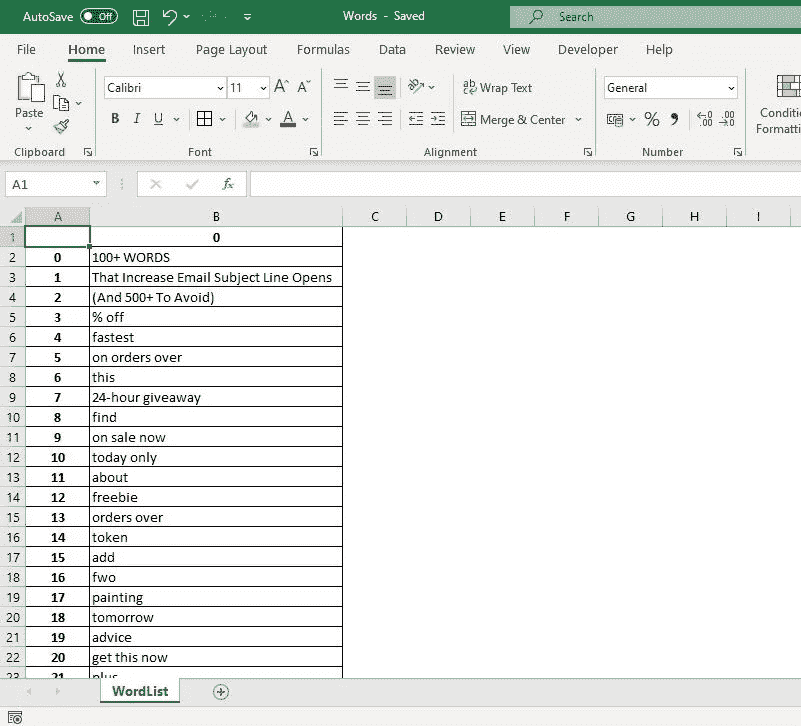 AutoSave Off Words - Saved Search
File Home Insert Page Layout Formulas Data Review View Developer Help
Calibri 11 A A ab Wrap Text General
Paste B I U A Merge & Center % 9 .00 .00 Conditi
Formatti
Clipboard Font Alignment Number
A1 fx
A B C D E F G H I
1 0
2 0 100+ WORDS
3 1 That Increase Email Subject Line Opens
4 2 (And 500+ To Avoid)
5 3 % off
6 4 fastest
7 5 on orders over
8 6 this
9 7 24-hour giveaway
10 8 find
11 9 on sale now
12 10 today only
13 11 about
14 12 freebie
15 13 orders over
16 14 token
17 15 add
18 16 fwo
19 17 painting
20 18 tomorrow
21 19 advice
22 20 get this now
23 21 plus
WordList